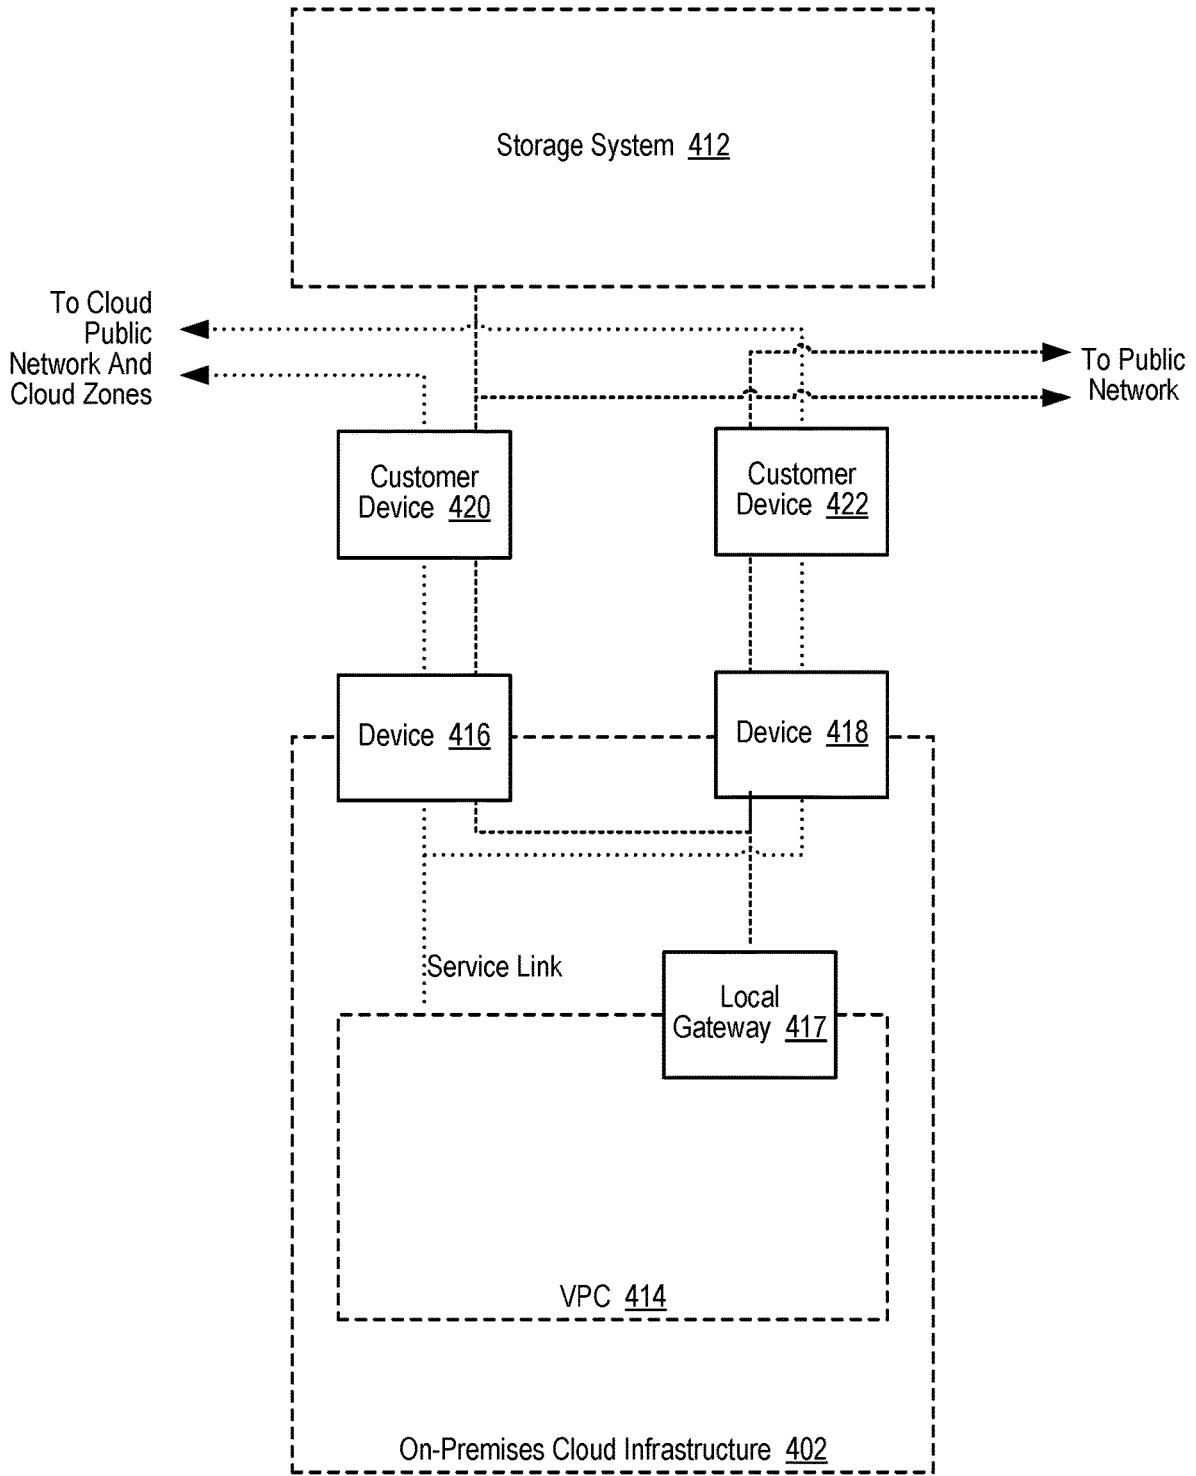 Storage System 412
To Cloud
Public
Network And
Cloud Zones
To Public
Network
Customer
Device 420
Customer
Device 422
Device 416
Device 418
Service Link
Local
Gateway 417
VPC 414
On-Premises Cloud Infrastructure 402